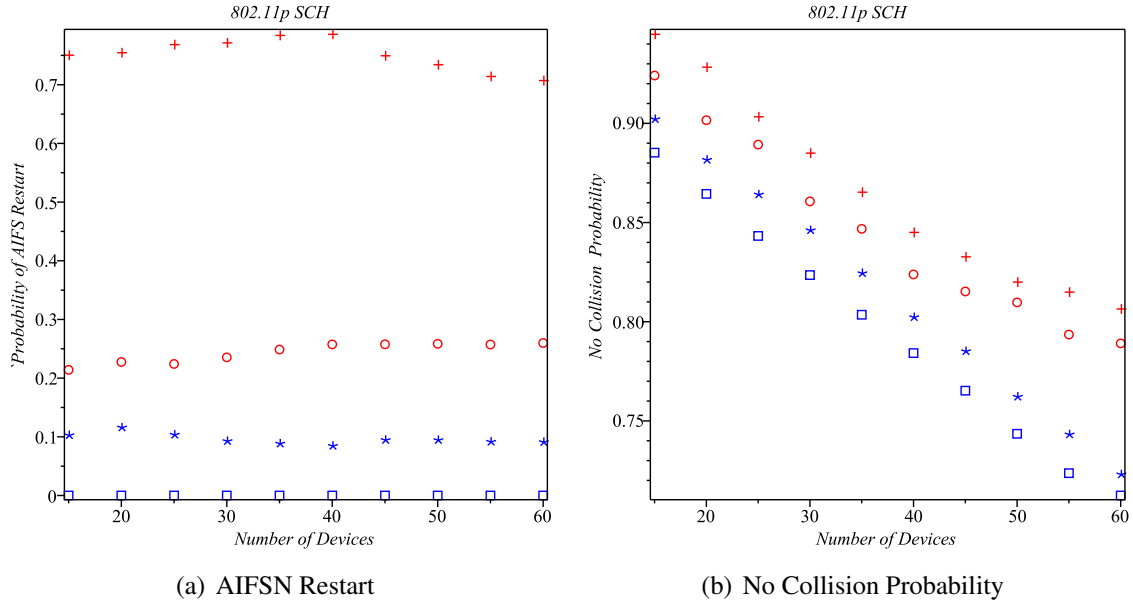 802.11p SCH
802.11p SCH
`Probability of AIFS Restart
0.7
0.6
0.5
0.4
0.3
0.2
0.1
0
20
30
40
50
60
Number of Devices
No Collision Probability
0.90
0.85
0.80
0.75
20
30
40
50
60
Number of Devices
(a) AIFSN Restart
(b) No Collision Probability